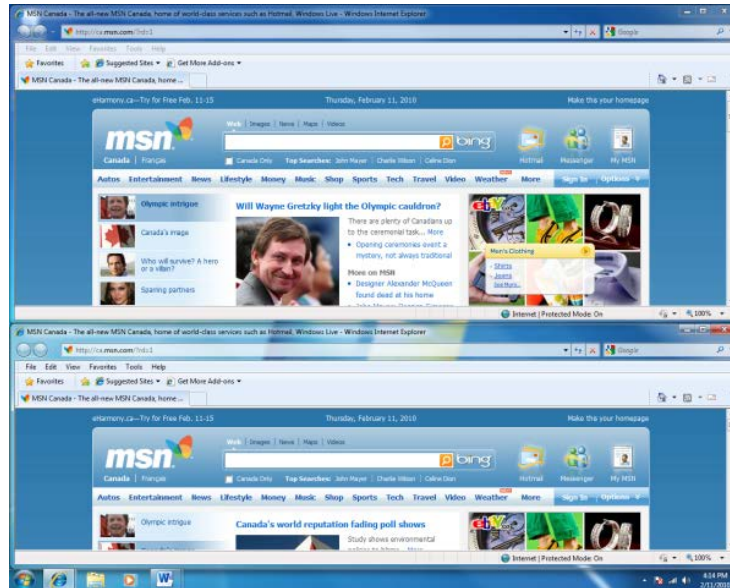 MSN Canada - The all-new MSN Canada, home of world-class services such as Hotmail, Windows Live - Windows Internet Explorer
http://ca.msn.com/?rd=1
Google
File Edit View Favorites Tools Help
Favorites Suggested Sites Get More Add-ons
MSN Canada - The all-new MSN Canada, home ...
eHarmony.ca—Try for Free Feb. 11-15 Thursday, February 11, 2010 Make this your homepage
Web | Images | News | Maps | Videos
msn bing
Hotmail Messenger My MSN
Canada | Français Canada Only Top Searches: John Mayer | Charlie Wilson | Celine Dion
Autos Entertainment News Lifestyle Money Music Shop Sports Tech Travel Video Weather More Sign In Options
Olympic intrigue
Canada's image
Who will survive? A hero or a villain?
Sparring partners
Will Wayne Gretzky light the Olympic cauldron?
There are plenty of Canadians up
to the ceremonial task... More
Opening ceremonies event a
mystery, not always traditional
More on MSN
Designer Alexander McQueen
found dead at his home
ebY
Men's Clothing
Shirts
Jeans
See More...
Internet | Protected Mode: On 100%
MSN Canada - The all-new MSN Canada, home of world-class services such as Hotmail, Windows Live - Windows Internet Explorer
http://ca.msn.com/?rd=1
Google
File Edit View Favorites Tools Help
Favorites Suggested Sites Get More Add-ons
MSN Canada - The all-new MSN Canada, home ...
eHarmony.ca—Try for Free Feb. 11-15 Thursday, February 11, 2010 Make this your homepage
Web | Images | News | Maps | Videos
msn bing
Hotmail Messenger My MSN
Canada | Français Canada Only Top Searches: John Mayer | Charlie Wilson | Celine Dion
Autos Entertainment News Lifestyle Money Music Shop Sports Tech Travel Video Weather More Sign In Options
Olympic intrigue
Canada's world reputation fading poll shows
Study shows environmental
Internet | Protected Mode: On 100%
4:14 PM
2/11/2010